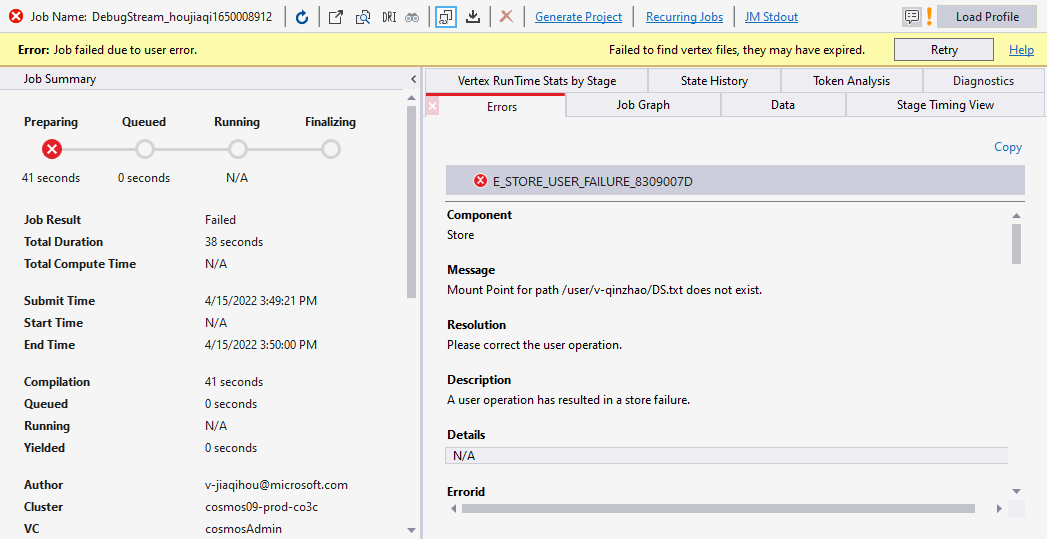 Job Name: DebugStream_houjiaqi1650008912 DRI Generate Project Recurring Jobs JM Stdout Load Profile
Error: Job failed due to user error. Failed to find vertex files, they may have expired. Retry Help
Job Summary
Preparing Queued Running Finalizing
41 seconds 0 seconds N/A
Job Result Failed
Total Duration 38 seconds
Total Compute Time N/A
Submit Time 4/15/2022 3:49:21 PM
Start Time N/A
End Time 4/15/2022 3:50:00 PM
Compilation 41 seconds
Queued 0 seconds
Running N/A
Yielded 0 seconds
Author v-jiaqihou@microsoft.com
Cluster cosmos09-prod-co3c
VC cosmosAdmin
Vertex RunTime Stats by Stage State History Token Analysis Diagnostics
Errors Job Graph Data Stage Timing View
Copy
E_STORE_USER_FAILURE_8309007D
Component
Store
Message
Mount Point for path /user/v-qinzhao/DS.txt does not exist.
Resolution
Please correct the user operation.
Description
A user operation has resulted in a store failure.
Details
N/A
Errorid